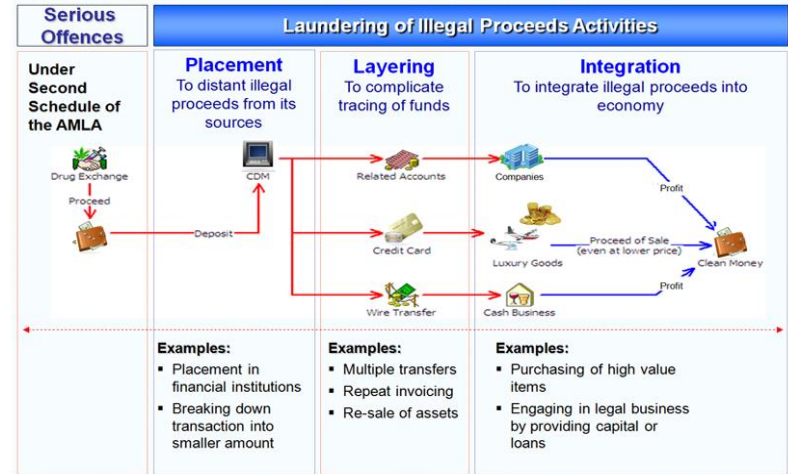 Serious
Offences
Laundering of Illegal Proceeds Activities
Under
Second
Schedule of
the AMLA
Placement
To distant illegal
proceeds from its
sources
Layering
To complicate
tracing of funds
Integration
To integrate illegal proceeds into
economy
Drug Exchange
Proceed
Deposit
CDM
Related Accounts
Credit Card
Wire Transfer
Companies
Luxury Goods
Cash Business
Profit
Proceed of Sale
(even at lower price)
Profit
Clean Money
Examples:
▪ Placement in
financial institutions
▪ Breaking down
transaction into
smaller amount
Examples:
▪ Multiple transfers
▪ Repeat invoicing
▪ Re-sale of assets
Examples:
▪ Purchasing of high value
items
▪ Engaging in legal business
by providing capital or
loans